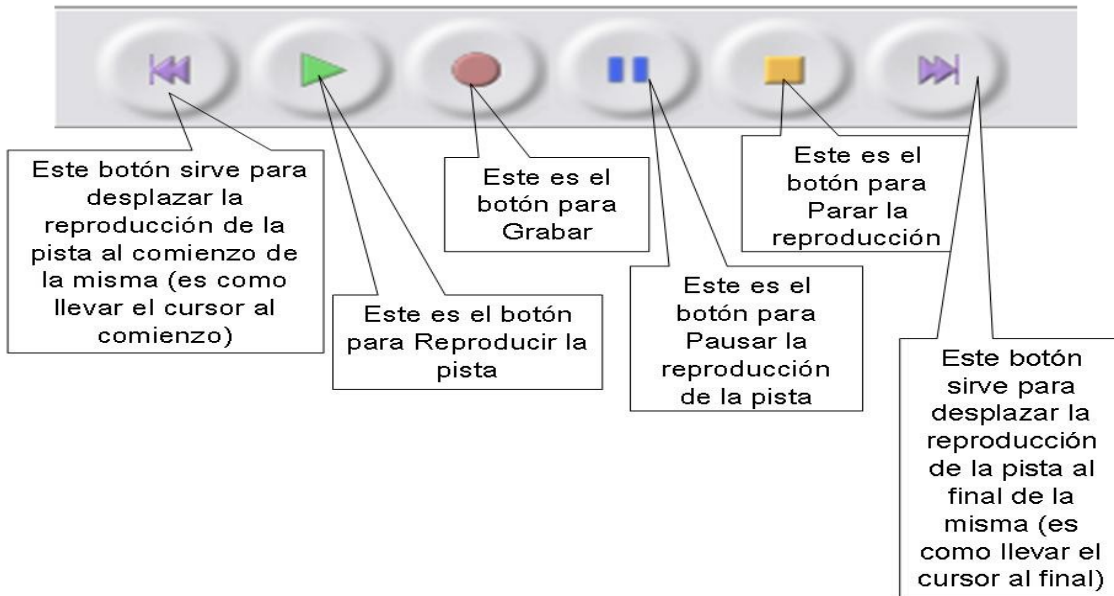 Este botón sirve para
desplazar la
reproducción de la
pista al comienzo de
la misma (es como
llevar el cursor al
comienzo)
Este es el botón
para Reproducir la
pista
Este es el
botón para
Grabar
Este es el
botón para
Pausar la
reproducción
de la pista
Este es el
botón para
Parar la
reproducción
Este botón
sirve para
desplazar la
reproducción
de la pista al
final de la
misma (es
como llevar el
cursor al final)